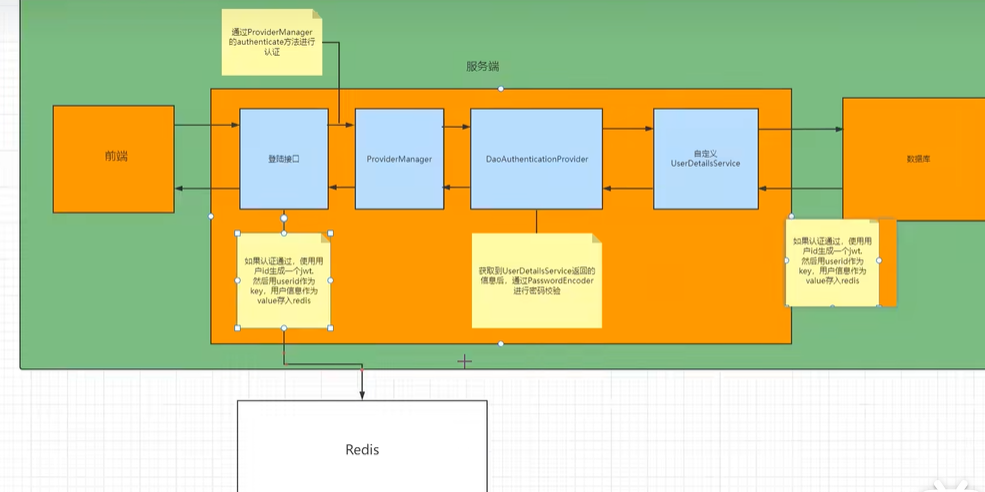 通过ProviderManager
的authenticate方法进行
认证
服务端
前端
登陆接口
ProviderManager
DaoAuthenticationProvider
自定义
UserDetailsService
数据库
如果认证通过，使用用
户id生成一个jwt,
然后用userid作为
key，用户信息作为
value存入redis
获取到UserDetailsService返回的
信息后，通过PasswordEncoder
进行密码校验
如果认证通过，使用用
户id生成一个jwt,
然后用userid作为
key，用户信息作为
value存入redis
Redis